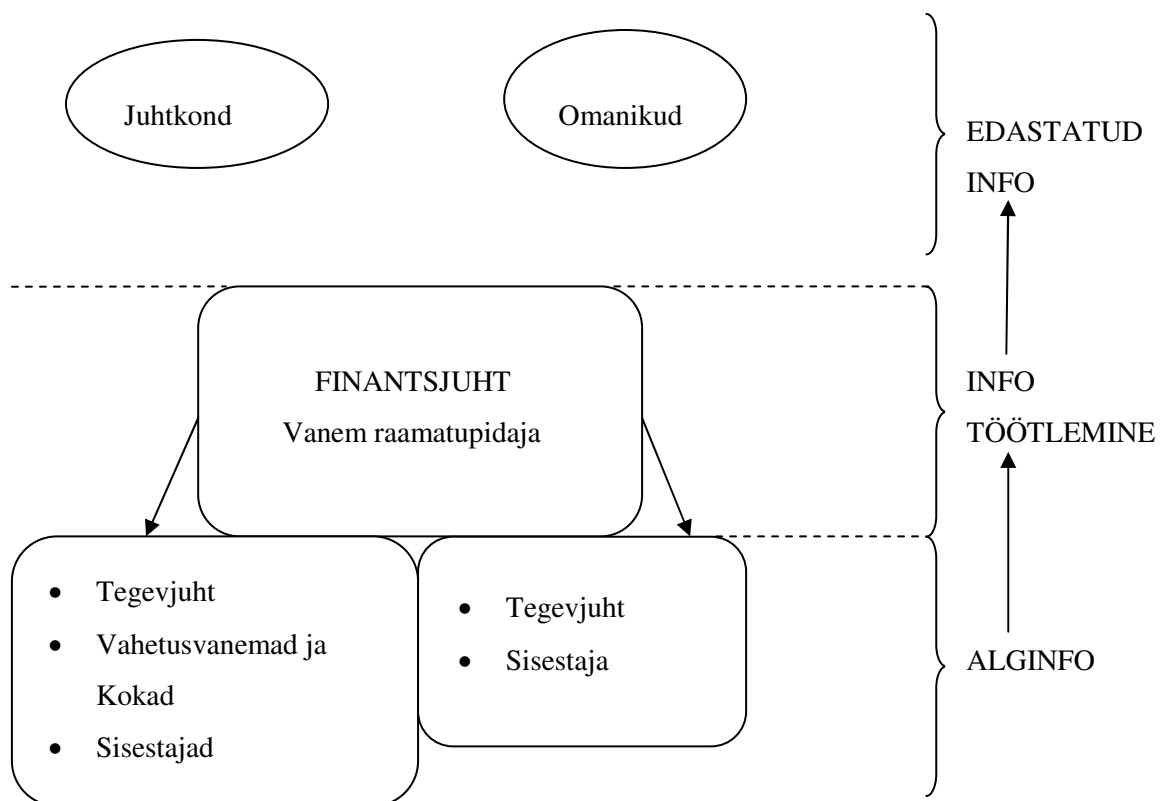 Juhtkond
Omanikud
EDASTATUD
INFO
FINANTSJUHT
Vanem raamatupidaja
INFO
TÖÖTLEMINE
• Tegevjuht
• Vahetusvanemad ja
Kokad
• Sisestajad
• Tegevjuht
• Sisestaja
ALGINFO